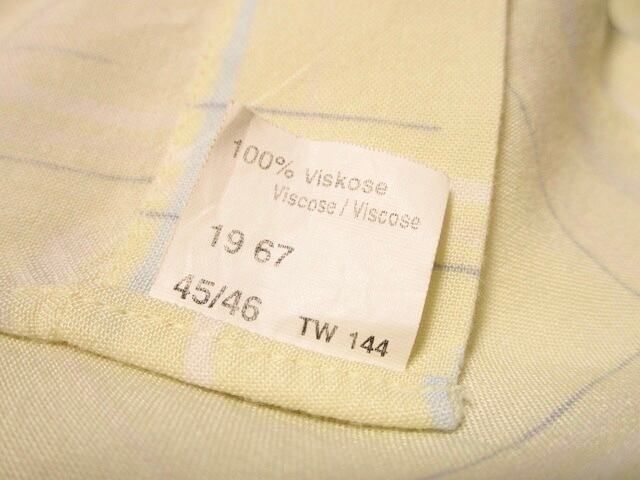 100% Viskose
Viscose / Viscose
19 67
45/46 TW 144